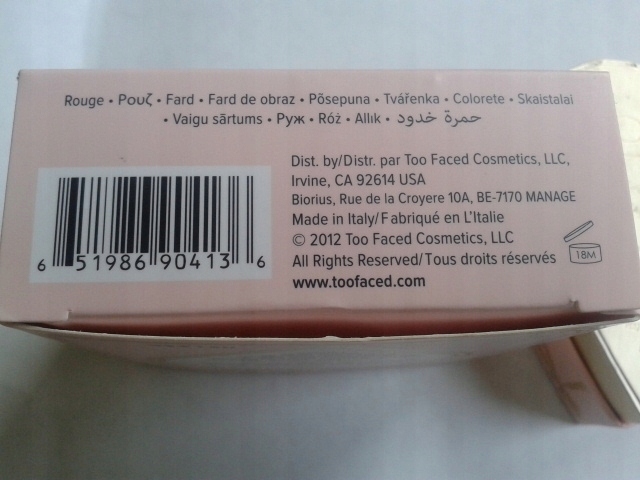 Rouge • Ρουζ • Fard • Fard de obraz • Põsepuna • Tvářenka • Colorete • Skaistalai
• Vaigu sārtums • Руж • Róż • Allık • حمرة خدود
Dist. by/Distr. par Too Faced Cosmetics, LLC,
Irvine, CA 92614 USA
Biorius, Rue de la Croyere 10A, BE-7170 MANAGE
Made in Italy/Fabriqué en L'Italie
© 2012 Too Faced Cosmetics, LLC
All Rights Reserved/Tous droits réservés
www.toofaced.com
18M
6 51986 90413 6